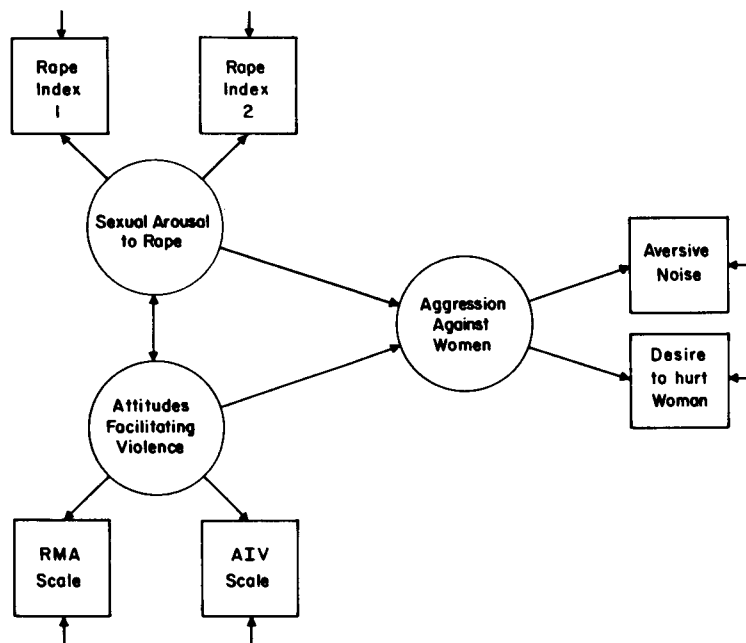 Rape
Index
1
Rape
Index
2
Sexual Arousal
to Rape
Aggression
Against
Women
Aversive
Noise
Desire
to hurt
Woman
Attitudes
Facilitating
Violence
RMA
Scale
AIV
Scale